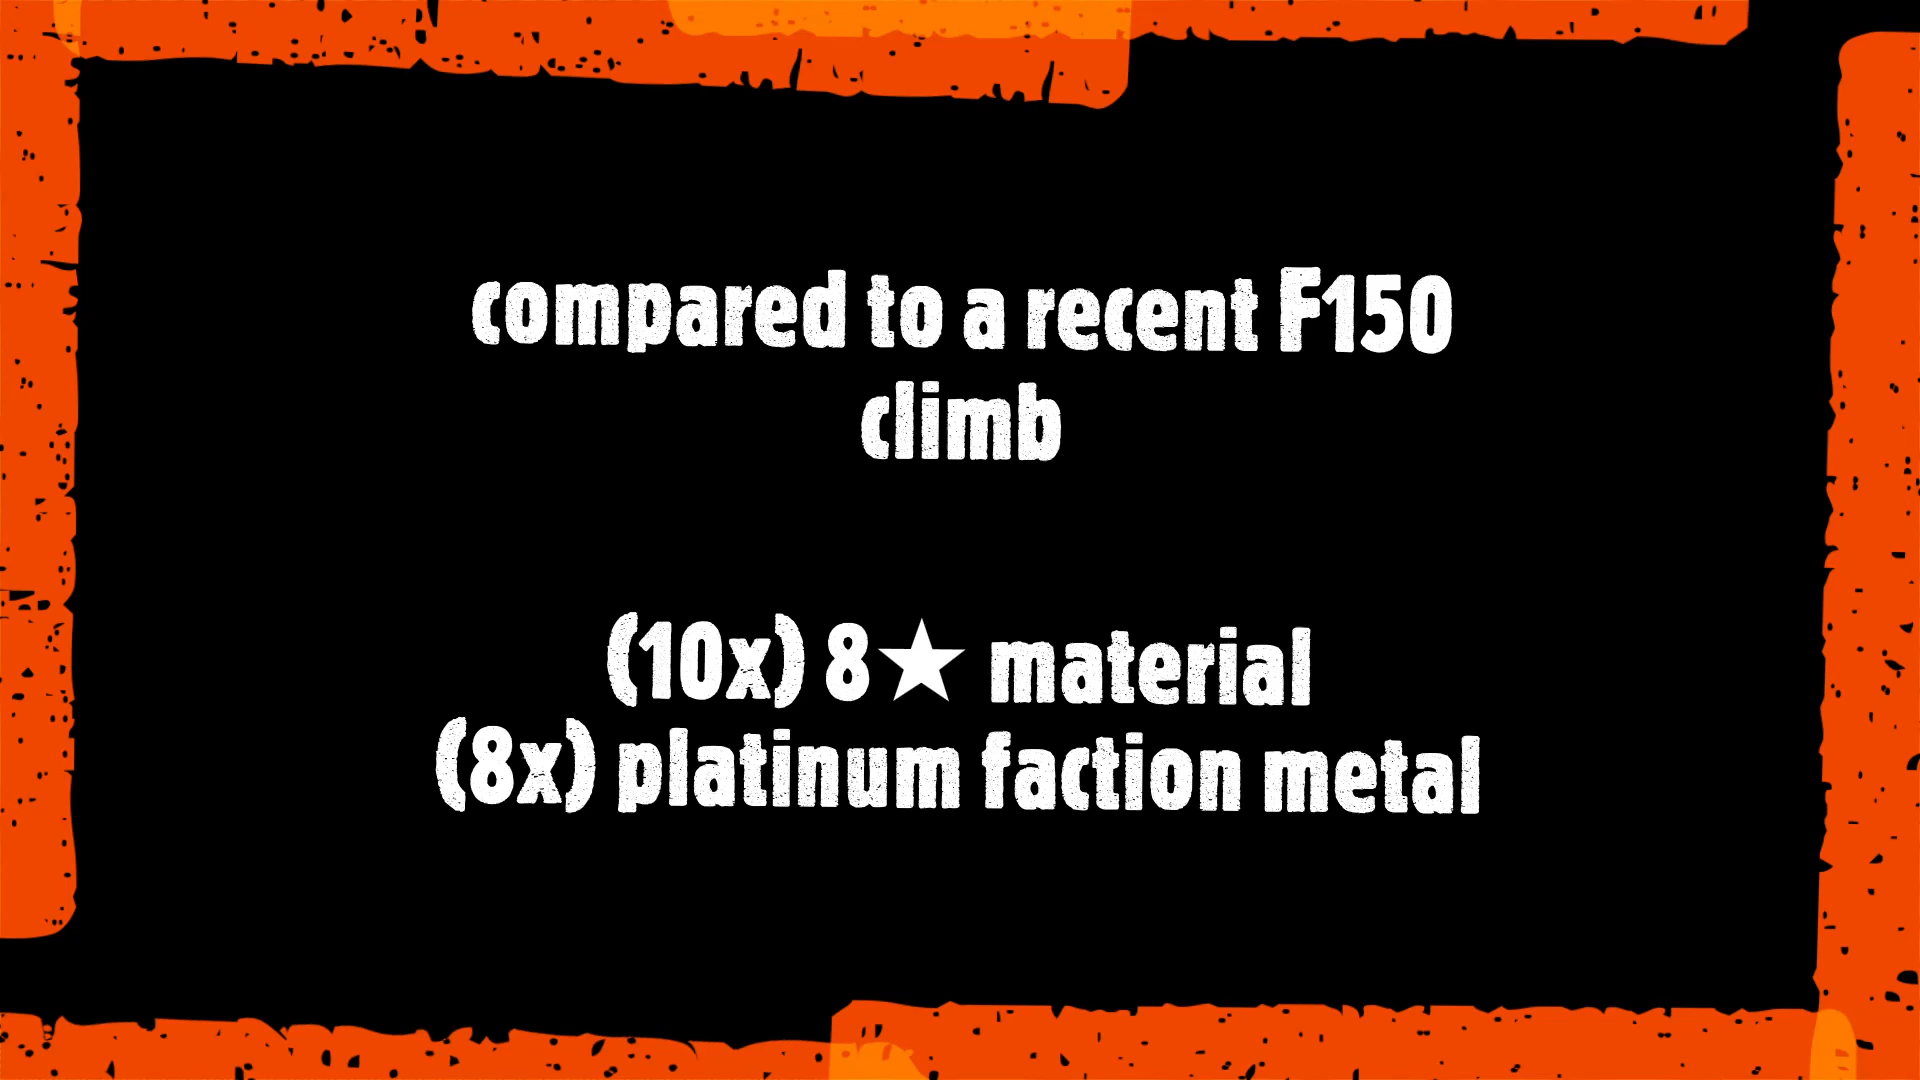 compared to a recent F150
climb
(10x) 8★ material
(8x) platinum faction metal